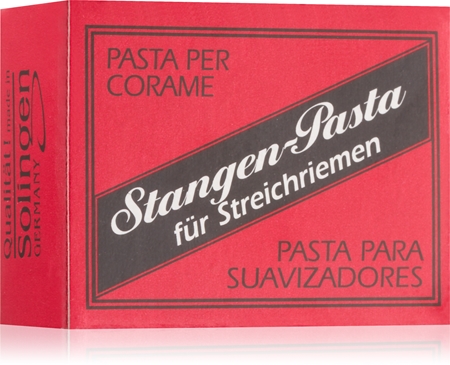 PASTA PER
CORAME
Stangen-Pasta
für Streichriemen
PASTA PARA
SUAVIZADORES
Qualität! made in
Solingen
GERMANY